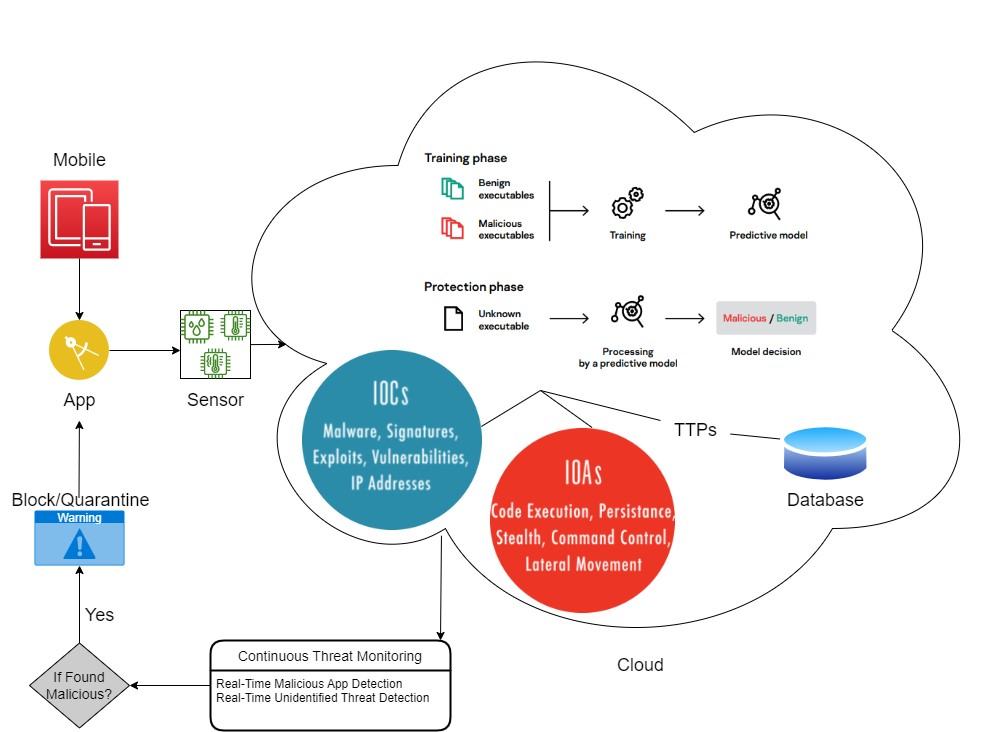 Mobile
App
Sensor
Training phase
Benign
executables
Malicious
executables
Training
Predictive model
Protection phase
Unknown
executable
Processing
by a predictive model
Malicious / Benign
Model decision
IOCs
Malware, Signatures,
Exploits, Vulnerabilities,
IP Addresses
IOAs
Code Execution, Persistance,
Stealth, Command Control,
Lateral Movement
TTPs
Database
Cloud
Block/Quarantine
Warning
Yes
If Found
Malicious?
Continuous Threat Monitoring
Real-Time Malicious App Detection
Real-Time Unidentified Threat Detection